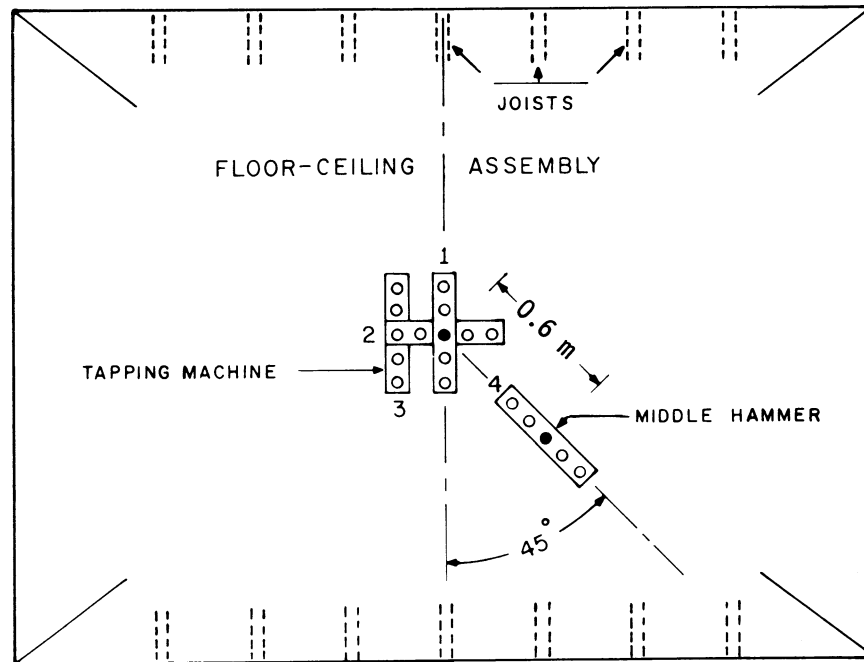 JOISTS
FLOOR-CEILING ASSEMBLY
1
0.6 m
2
TAPPING MACHINE
4
3
MIDDLE HAMMER
45°